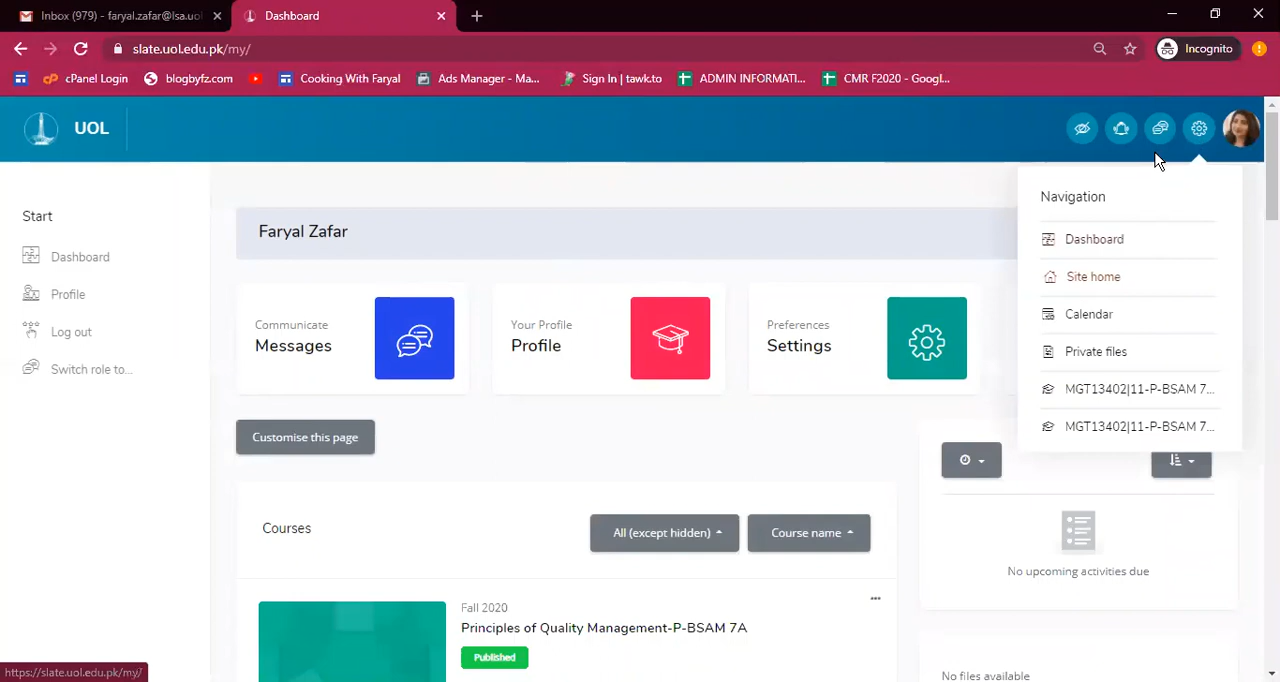 Inbox (979) - faryal.zafar@lsa.uol
Dashboard
slate.uol.edu.pk/my/
Incognito
cPanel Login
blogbyfz.com
Cooking With Faryal
Ads Manager - Ma...
Sign In | tawk.to
ADMIN INFORMATI...
CMR F2020 - Googl...
UOL
Navigation
Dashboard
Site home
Calendar
Private files
MGT13402|11-P-BSAM 7...
MGT13402|11-P-BSAM 7...
Start
Dashboard
Profile
Log out
Switch role to...
Faryal Zafar
Communicate
Messages
Your Profile
Profile
Preferences
Settings
Customise this page
Courses
All (except hidden)
Course name
No upcoming activities due
Fall 2020
Principles of Quality Management-P-BSAM 7A
Published
No files available
https://slate.uol.edu.pk/my/